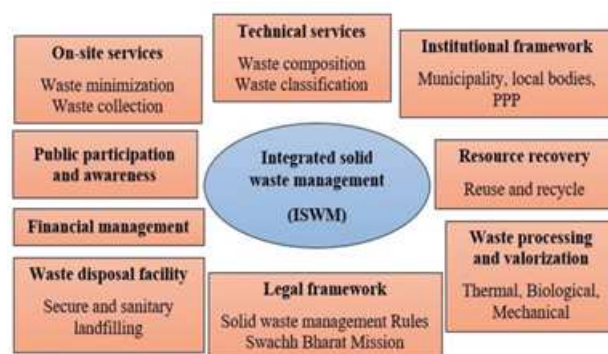 On-site services
Waste minimization
Waste collection
Technical services
Waste composition
Waste classification
Institutional framework
Municipality, local bodies,
PPP
Public participation
and awareness
Integrated solid
waste management
(ISWM)
Resource recovery
Reuse and recycle
Financial management
Waste disposal facility
Secure and sanitary
landfilling
Legal framework
Solid waste management Rules
Swachh Bharat Mission
Waste processing
and valorization
Thermal, Biological,
Mechanical